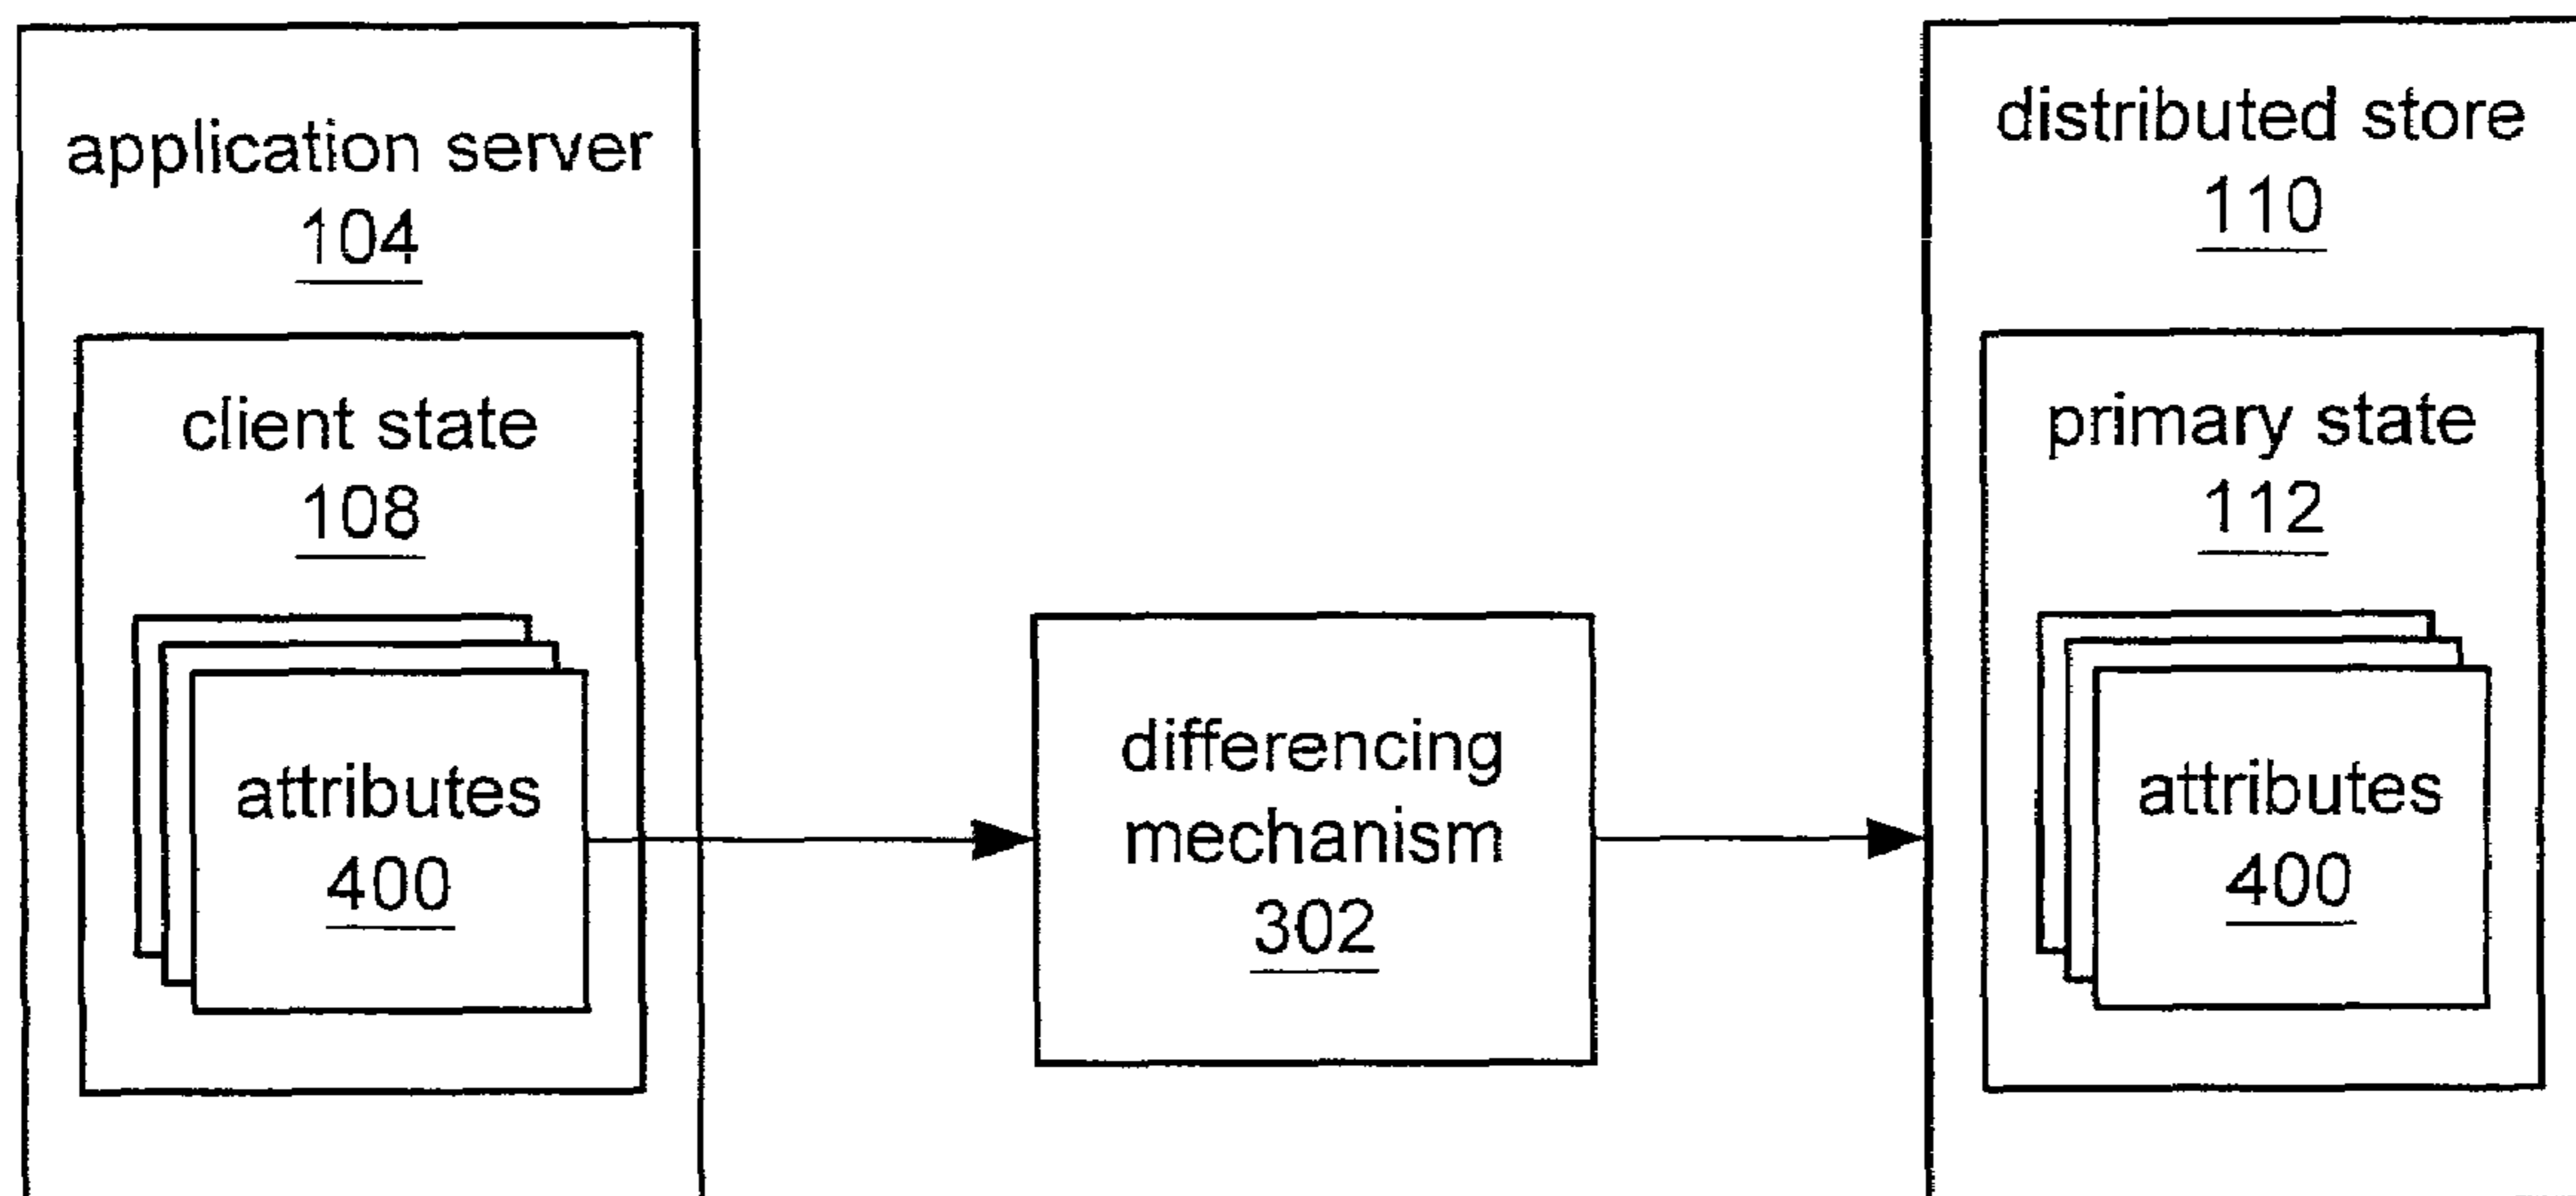 application server
104
client state
108
attributes
400
differencing
mechanism
302
distributed store
110
primary state
112
attributes
400